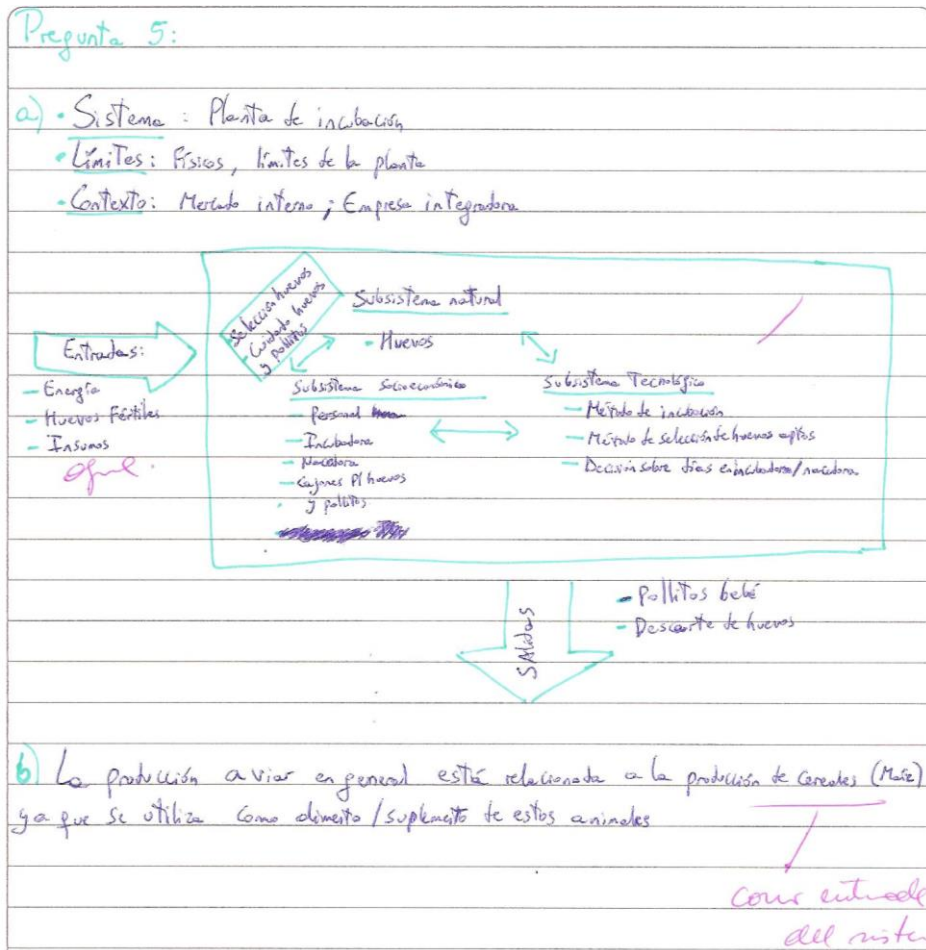 Pregunta 5:
a) • Sistema : Planta de incubación
• Límites: Físicos, límites de la planta
• Contexto: Mercado interno ; Empresa integradora
- Selección huevos
- Cuidado huevos
y pollitos
Subsistema natural
- Huevos
Entradas:
- Energía
- Huevos Fértiles
- Insumos
Subsistema Socioeconómico
- Personal
- Incubadora
- Nacedora
- Cajones P/ huevos
y pollitos
Subsistema Tecnológico
- Método de incubación
- Método de selección de huevos aptos
- Decisión sobre días en incubadora/nacedora
SAlidas
- Pollitos bebé
- Descarte de huevos
b) La producción aviar en general está relacionada a la producción de cereales (Maíz)
ya que se utiliza como alimento/suplemento de estos animales
como entrada
del